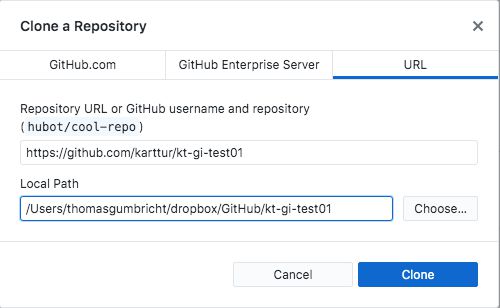 Clone a Repository
GitHub.com GitHub Enterprise Server URL
Repository URL or GitHub username and repository
(hubot/cool-repo)
https://github.com/karttur/kt-gi-test01
Local Path
/Users/thomasgumbricht/dropbox/GitHub/kt-gi-test01 Choose...
Cancel Clone